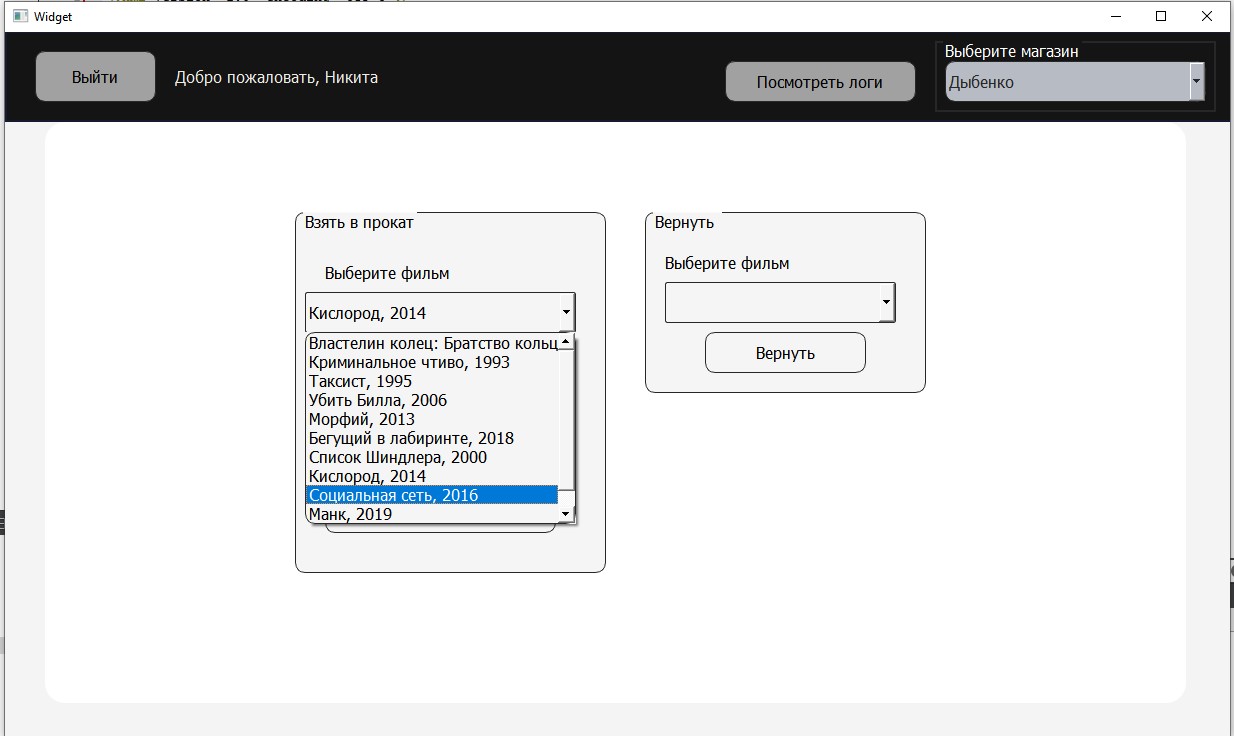 Widget
Выйти
Добро пожаловать, Никита
Посмотреть логи
Выберите магазин
Дыбенко
Взять в прокат
Выберите фильм
Кислород, 2014
Властелин колец: Братство кольц
Криминальное чтиво, 1993
Таксист, 1995
Убить Билла, 2006
Морфий, 2013
Бегущий в лабиринте, 2018
Список Шиндлера, 2000
Кислород, 2014
Социальная сеть, 2016
Манк, 2019
Вернуть
Выберите фильм
Вернуть